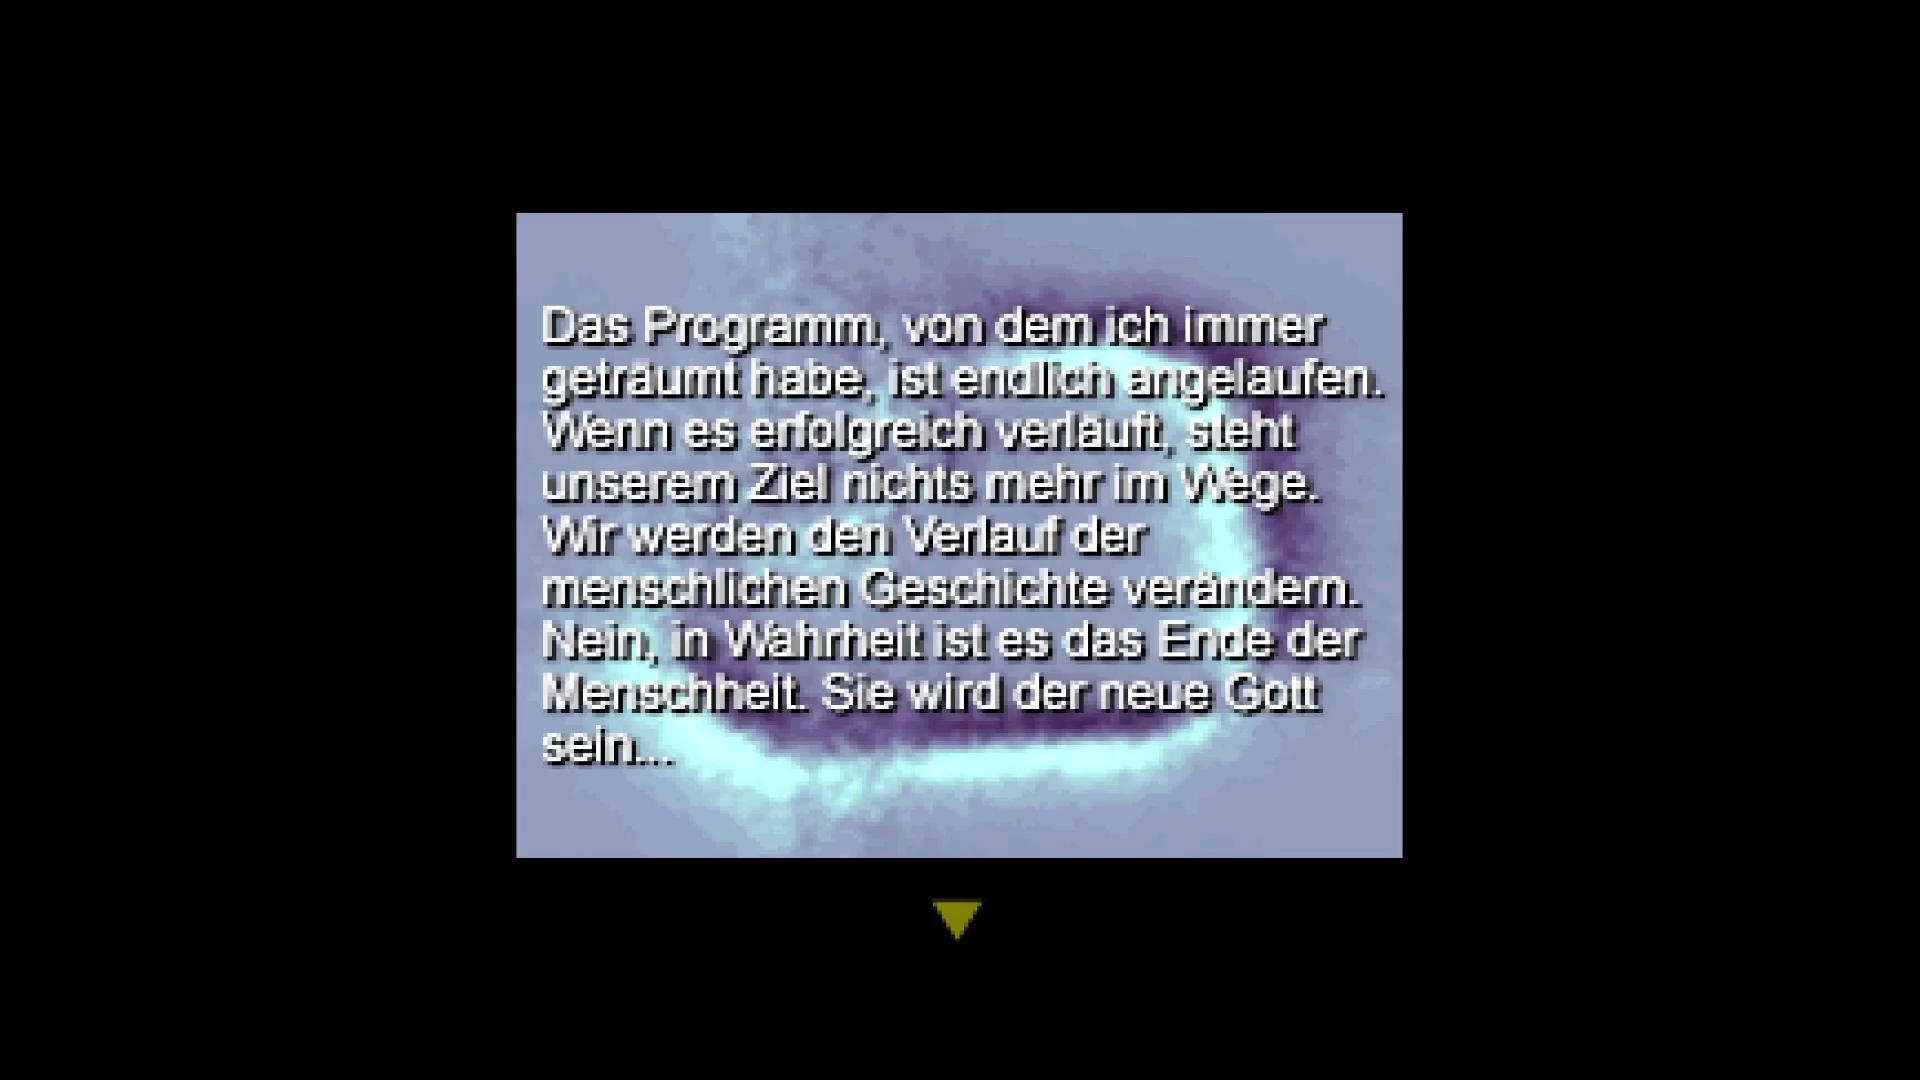 Das Programm, von dem ich immer
geträumt habe, ist endlich angelaufen.
Wenn es erfolgreich verläuft, steht
unserem Ziel nichts mehr im Wege.
Wir werden den Verlauf der
menschlichen Geschichte verändern.
Nein, in Wahrheit ist es das Ende der
Menschheit. Sie wird der neue Gott
sein...